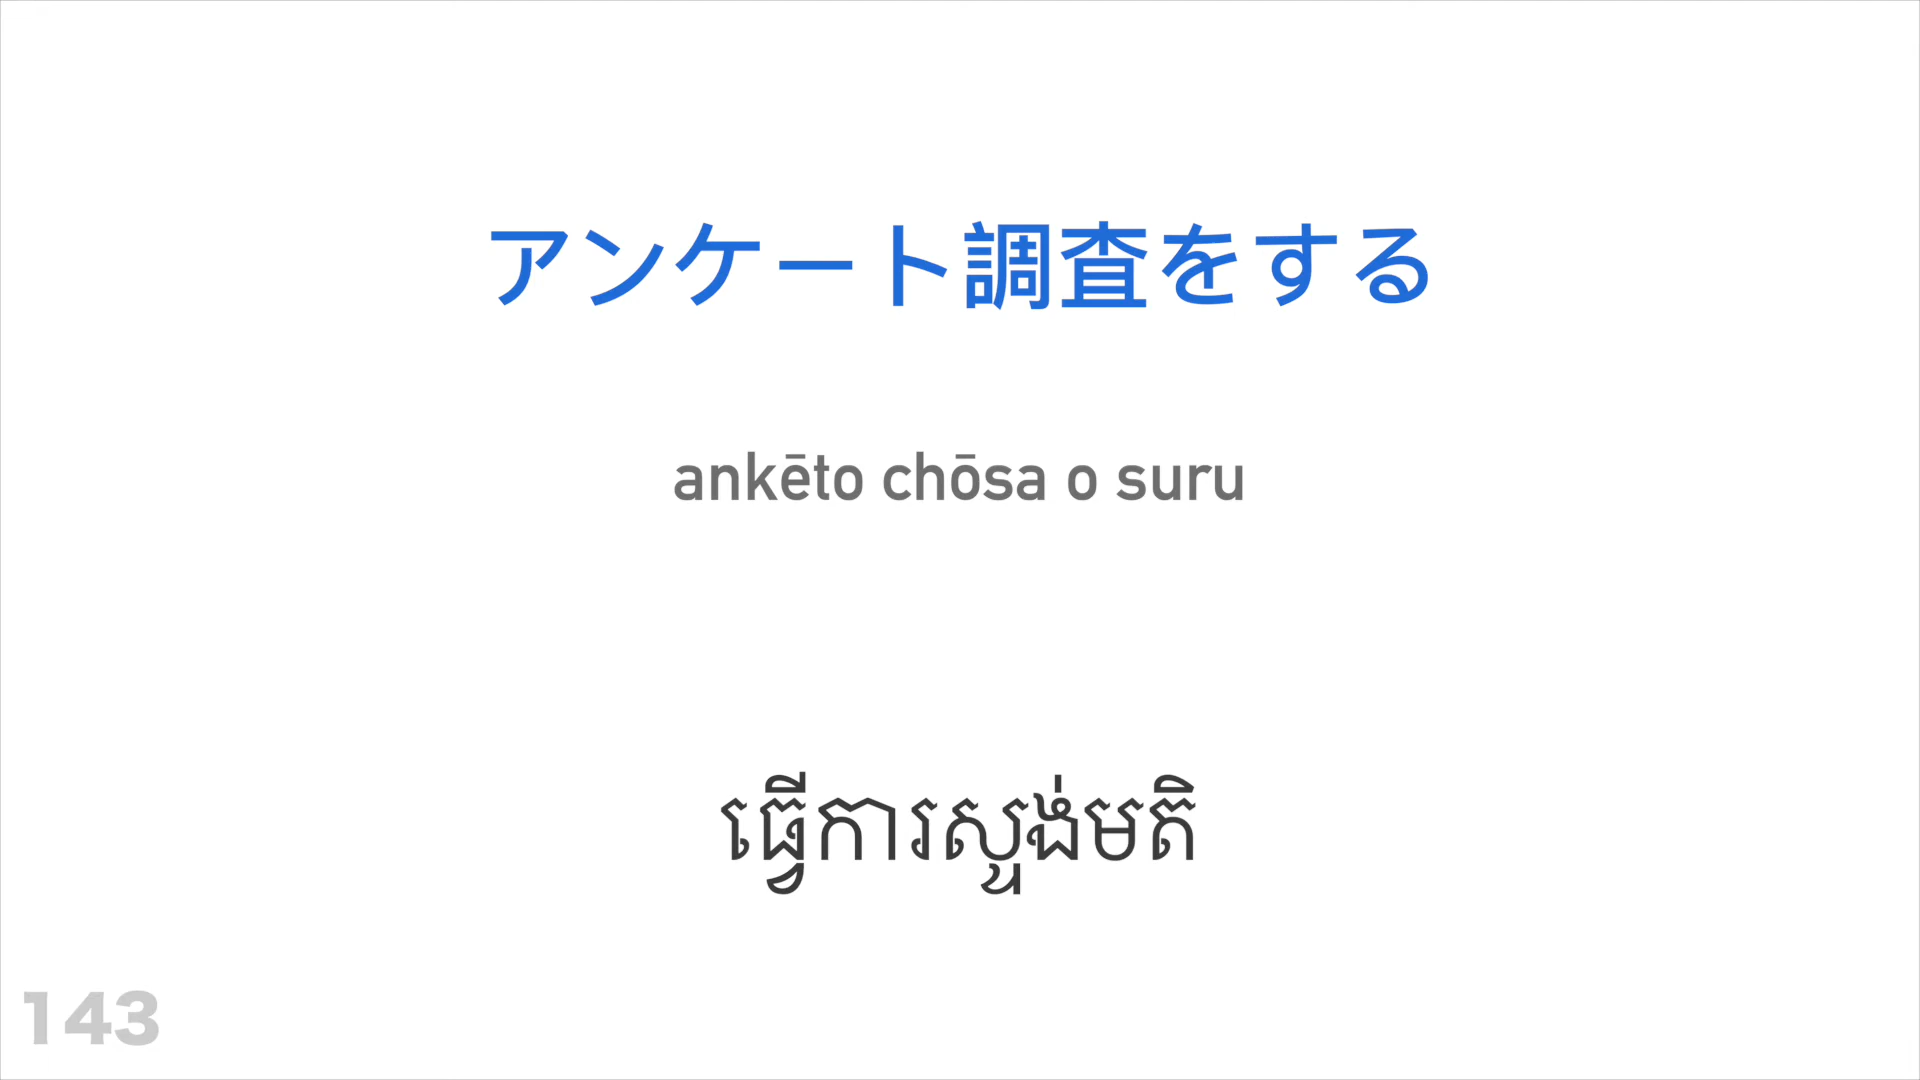 アンケート調査をする
ankēto chōsa o suru
ធ្វើការស្ទង់មតិ
143